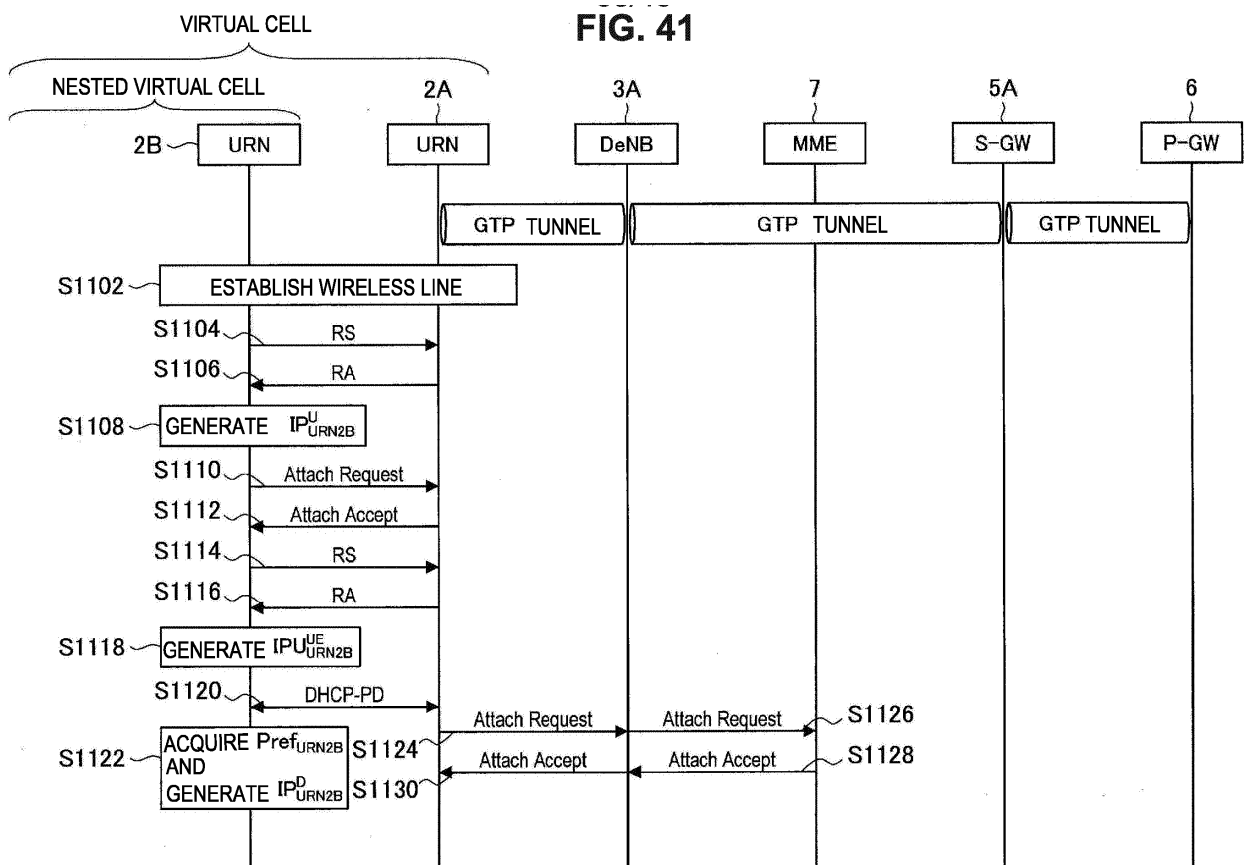 FIG. 41
VIRTUAL CELL
NESTED VIRTUAL CELL
2A
3A
7
5A
6
2B
URN
URN
DeNB
MME
S-GW
P-GW
GTP TUNNEL
GTP TUNNEL
GTP TUNNEL
S1102
ESTABLISH WIRELESS LINE
S1104
RS
S1106
RA
S1108
GENERATE IP^U_URN2B
S1110
Attach Request
S1112
Attach Accept
S1114
RS
S1116
RA
S1118
GENERATE IPU^UE_URN2B
S1120
DHCP-PD
Attach Request
S1124
Attach Request
S1126
S1122
ACQUIRE Pref_URN2B
AND
GENERATE IP^D_URN2B
Attach Accept
S1130
Attach Accept
S1128